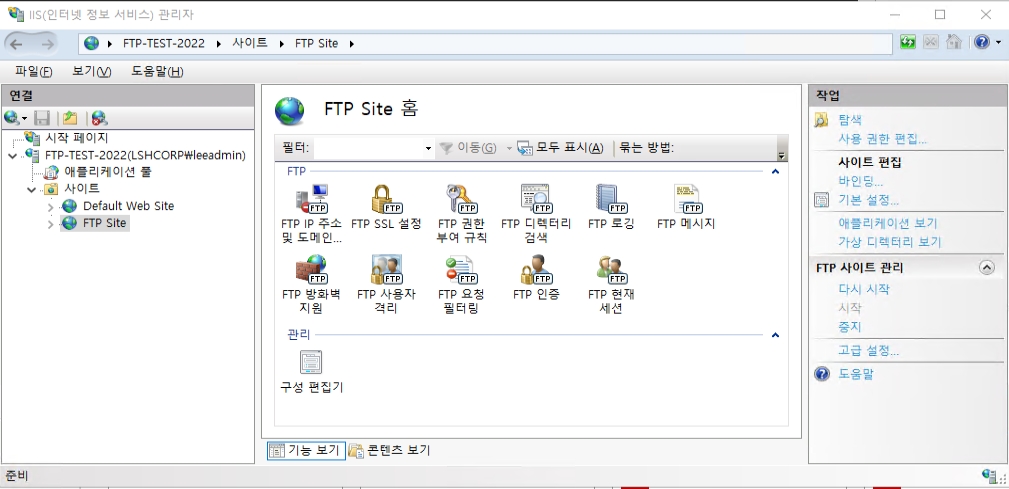 IIS(인터넷 정보 서비스) 관리자
FTP-TEST-2022 사이트 FTP Site
파일(F) 보기(V) 도움말(H)
연결
시작 페이지
FTP-TEST-2022(LSHCORP\leeadmin)
애플리케이션 풀
사이트
Default Web Site
FTP Site
FTP Site 홈
필터: 이동(G) 모두 표시(A) 묶는 방법:
FTP
FTP IP 주소 및 도메인...
FTP SSL 설정
FTP 권한 부여 규칙
FTP 디렉터리 검색
FTP 로깅
FTP 메시지
FTP 방화벽 지원
FTP 사용자 격리
FTP 요청 필터링
FTP 인증
FTP 현재 세션
관리
구성 편집기
기능 보기 콘텐츠 보기
작업
탐색
사용 권한 편집...
사이트 편집
바인딩...
기본 설정...
애플리케이션 보기
가상 디렉터리 보기
FTP 사이트 관리
다시 시작
시작
중지
고급 설정...
도움말
준비